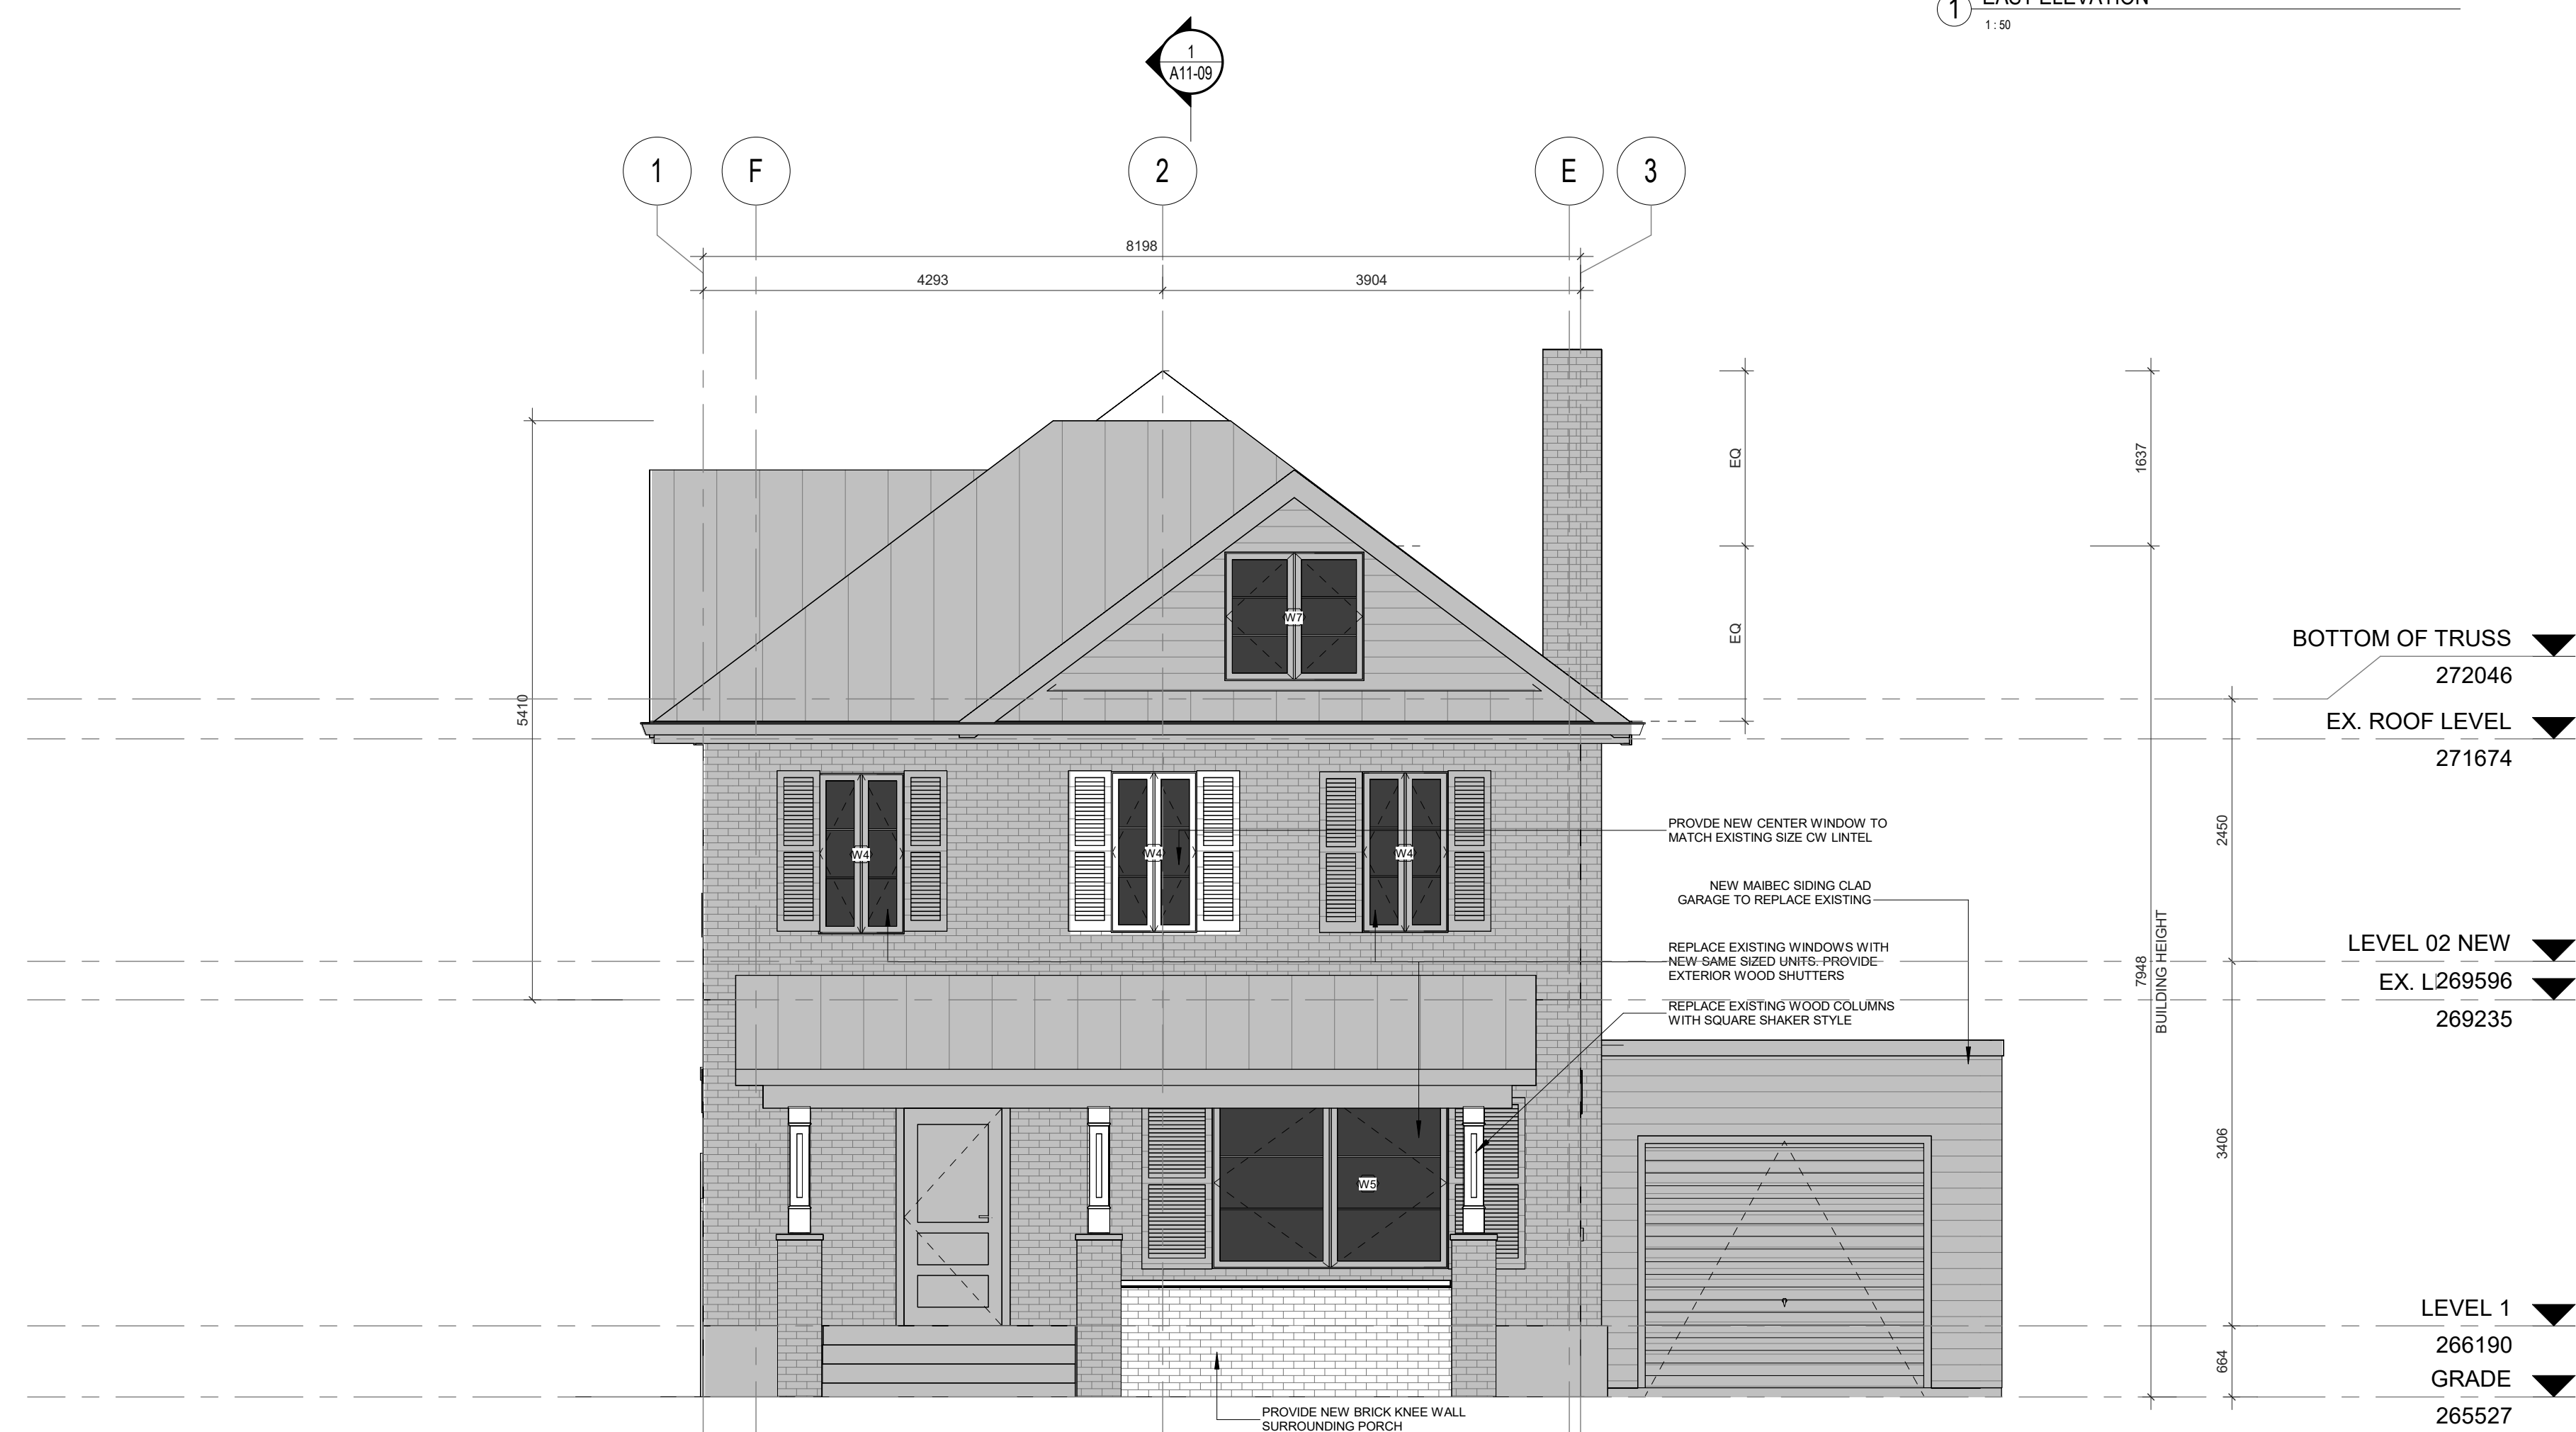 1
1 : 50
1
A11-09
1
F
2
E
3
8198
4293
3904
EQ
1637
W7
EQ
BOTTOM OF TRUSS
272046
5410
EX. ROOF LEVEL
271674
PROVDE NEW CENTER WINDOW TO
MATCH EXISTING SIZE CW LINTEL
2450
W4
W4
W4
NEW MAIBEC SIDING CLAD
GARAGE TO REPLACE EXISTING
REPLACE EXISTING WINDOWS WITH
NEW SAME SIZED UNITS. PROVIDE
EXTERIOR WOOD SHUTTERS
LEVEL 02 NEW
269596
7948
BUILDING HEIGHT
EX.
269235
REPLACE EXISTING WOOD COLUMNS
WITH SQUARE SHAKER STYLE
3406
W5
LEVEL 1
266190
664
GRADE
265527
PROVIDE NEW BRICK KNEE WALL
SURROUNDING PORCH